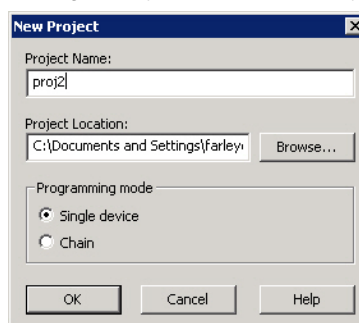 New Project
Project Name:
proj2
Project Location:
C:\Documents and Settings\farley
Browse...
Programming mode
Single device
Chain
OK
Cancel
Help